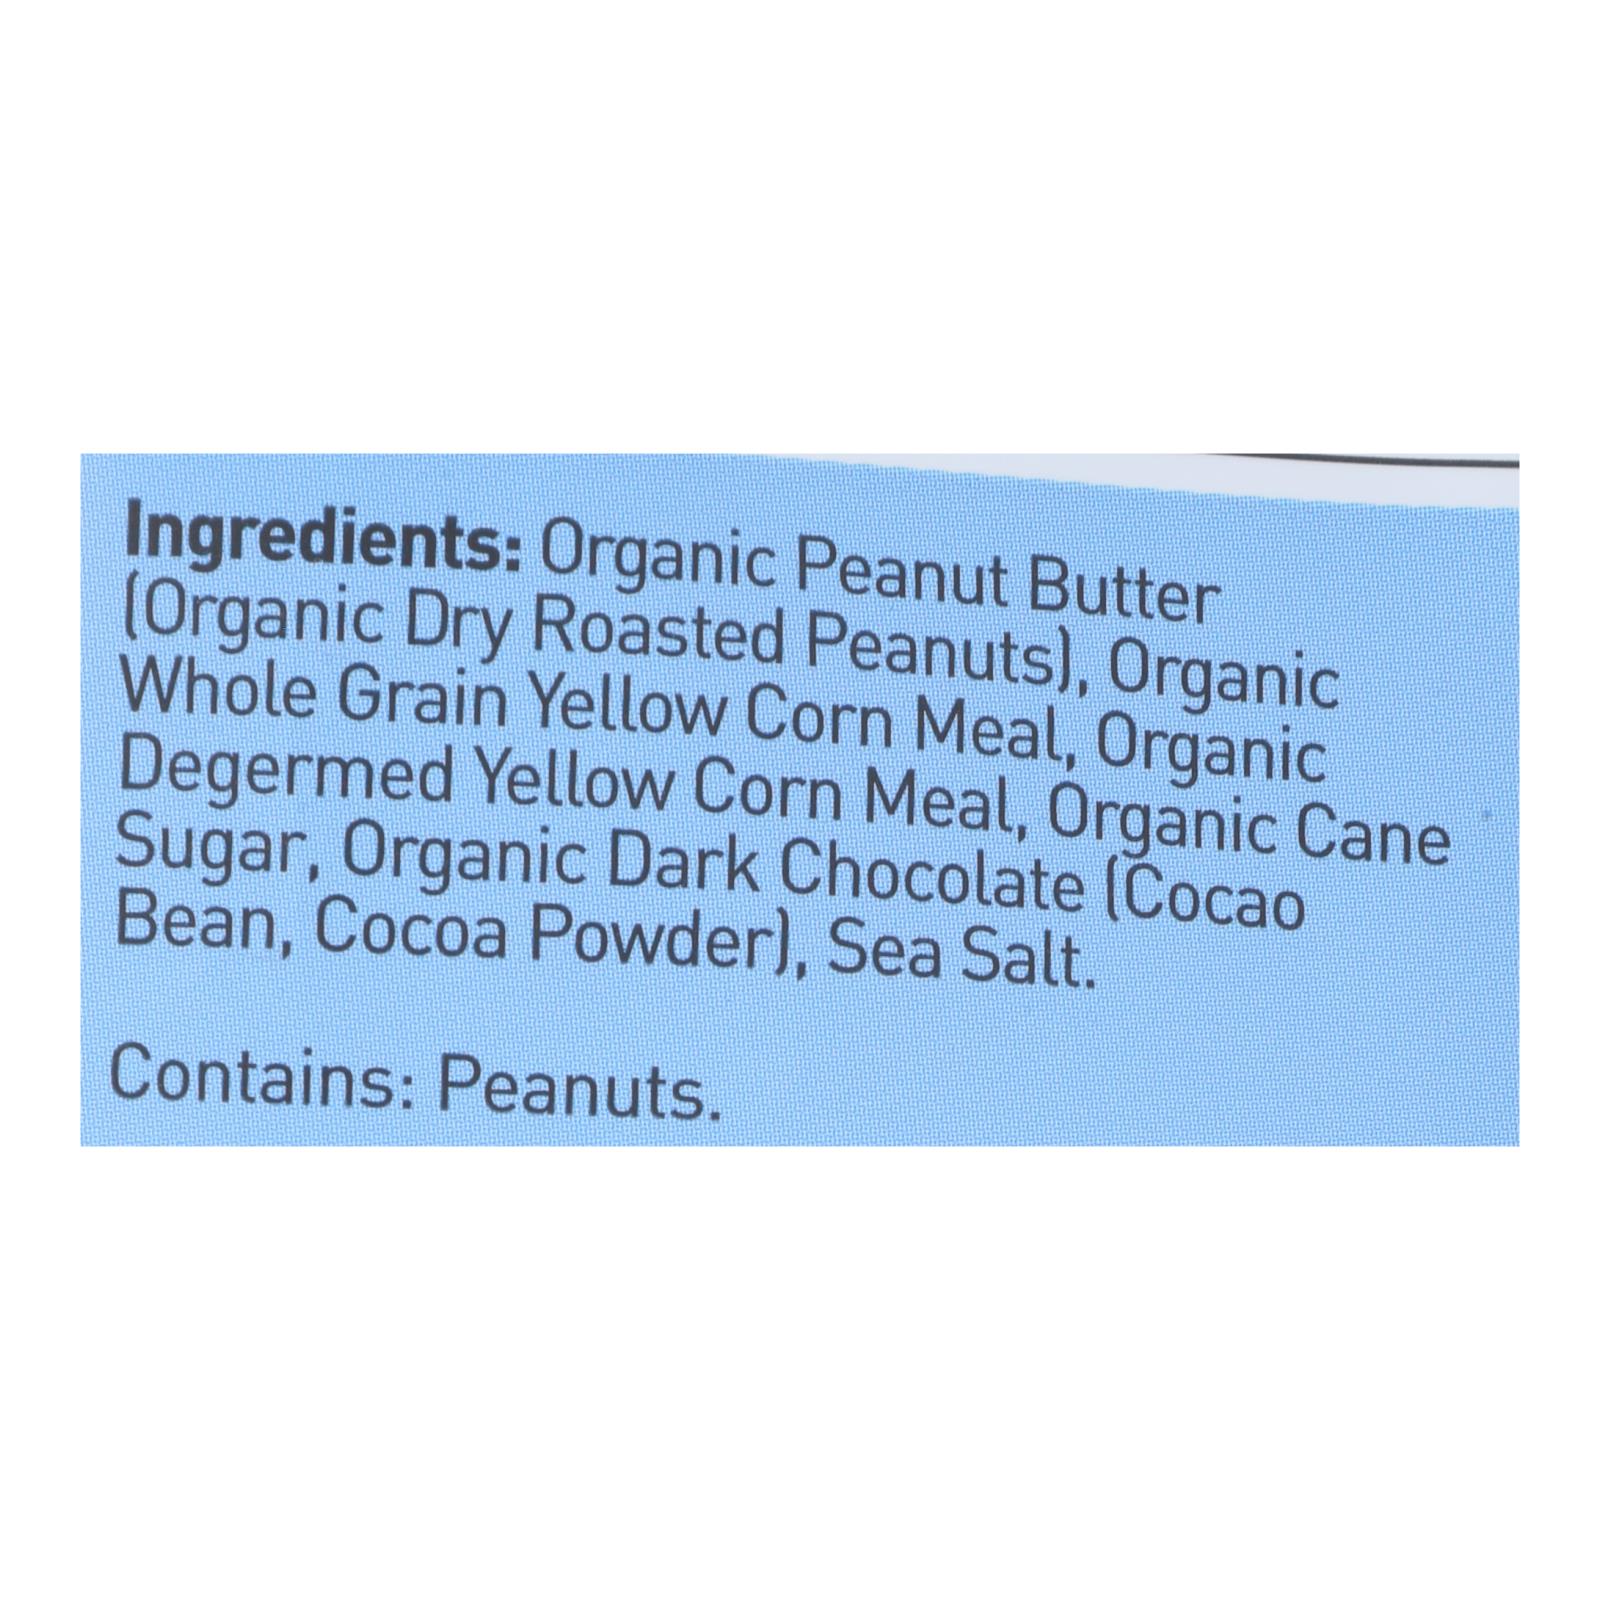 Ingredients: Organic Peanut Butter
(Organic Dry Roasted Peanuts), Organic
Whole Grain Yellow Corn Meal, Organic
Degermed Yellow Corn Meal, Organic Cane
Sugar, Organic Dark Chocolate (Cocao
Bean, Cocoa Powder), Sea Salt.
Contains: Peanuts.